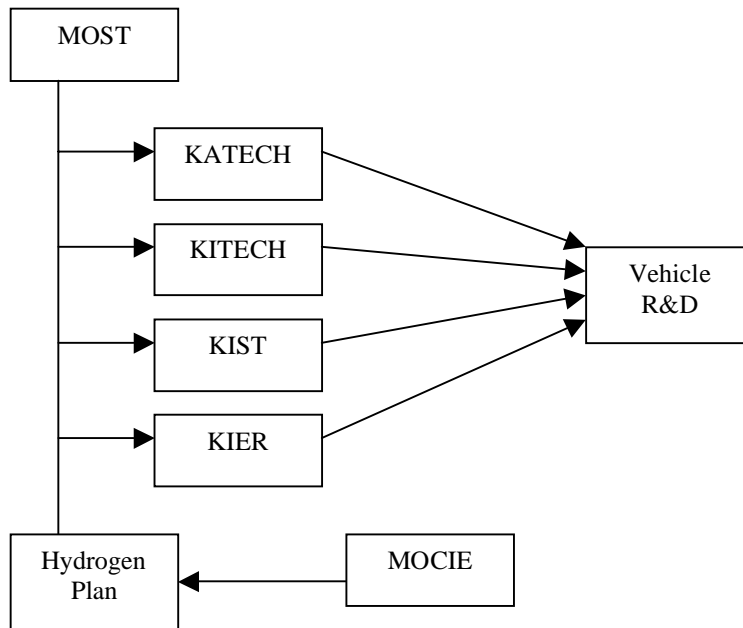 MOST
KATECH
KITECH
Vehicle
R&D
KIST
KIER
Hydrogen
Plan
MOCIE